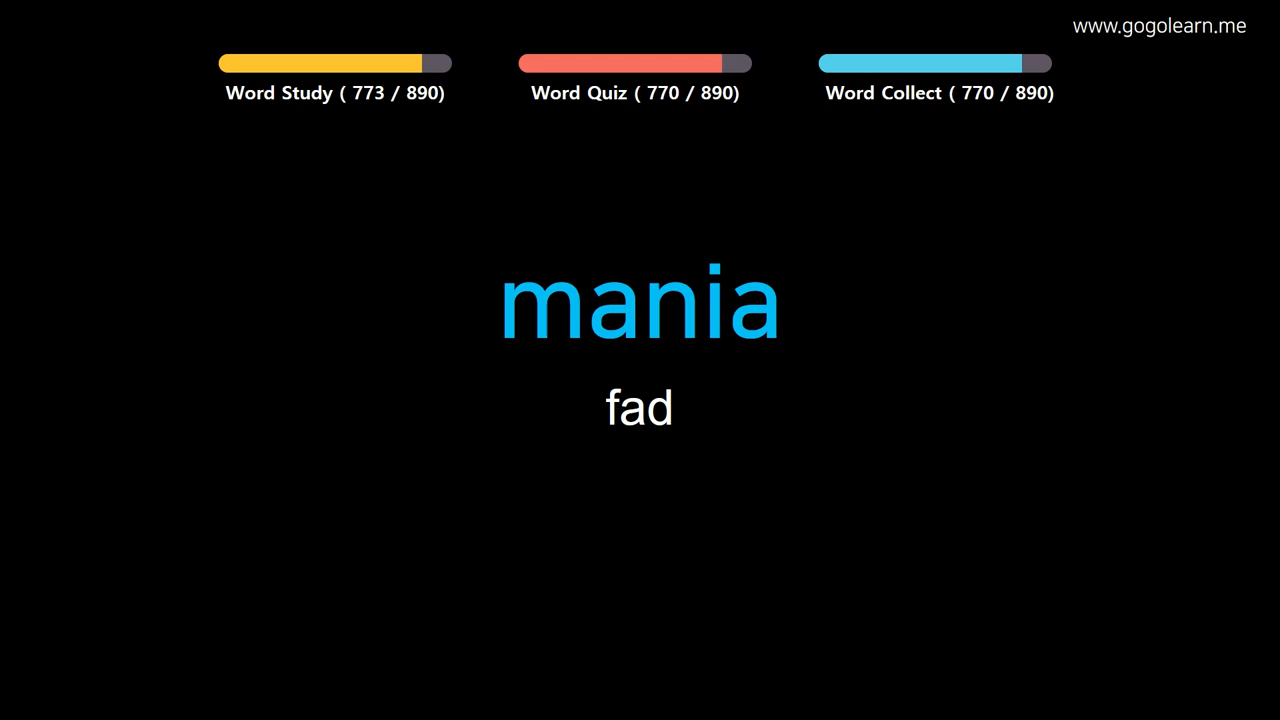 www.gogolearn.me
Word Study ( 773 / 890)
Word Quiz ( 770 / 890)
Word Collect ( 770 / 890)
mania
fad